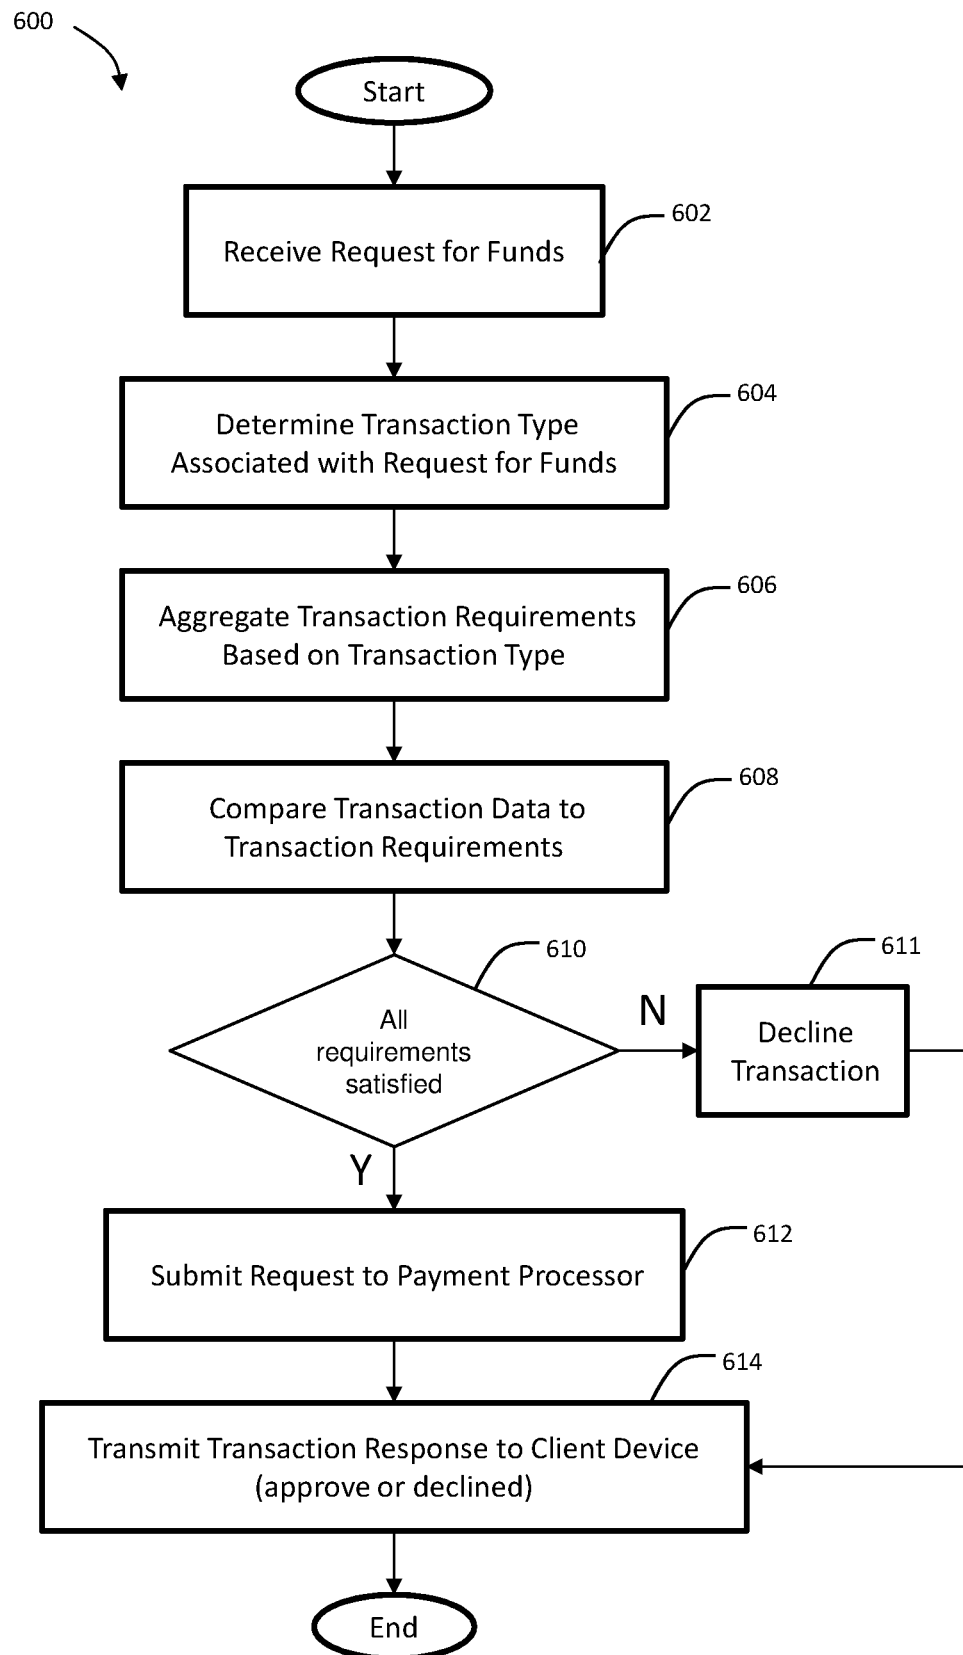 600
Start
602
Receive Request for Funds
604
Determine Transaction Type
Associated with Request for Funds
606
Aggregate Transaction Requirements
Based on Transaction Type
608
Compare Transaction Data to
Transaction Requirements
610
611
All
requirements
satisfied
N
Decline
Transaction
Y
612
Submit Request to Payment Processor
614
Transmit Transaction Response to Client Device
(approve or declined)
End